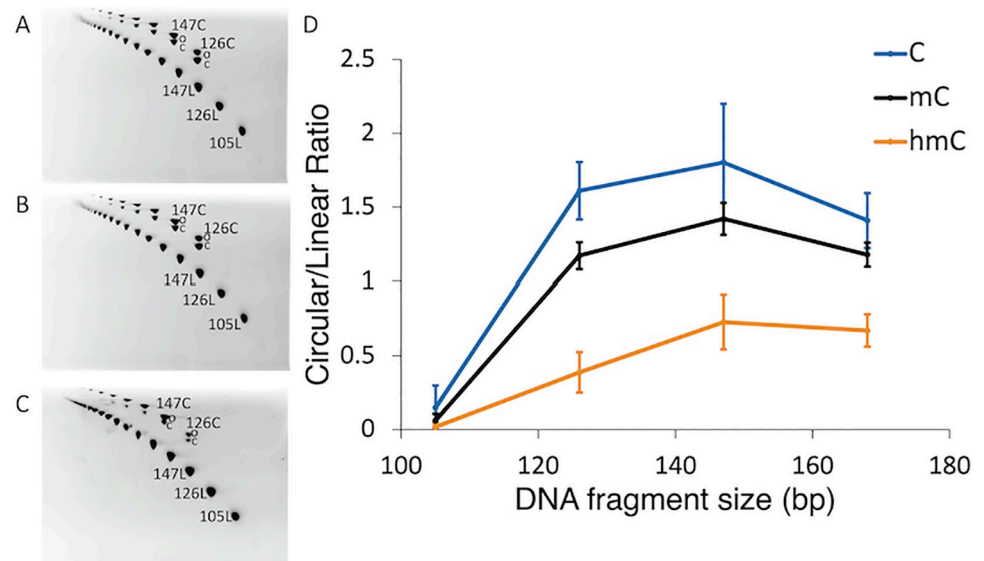 A
147C
o
c
126C
o
c
147L
126L
105L
B
147C
o
c
126C
o
c
147L
126L
105L
C
147C
o
c
126C
o
c
147L
126L
105L
D
C
mC
hmC
Circular/Linear Ratio
2.5
2
1.5
1
0.5
0
100 120 140 160 180
DNA fragment size (bp)